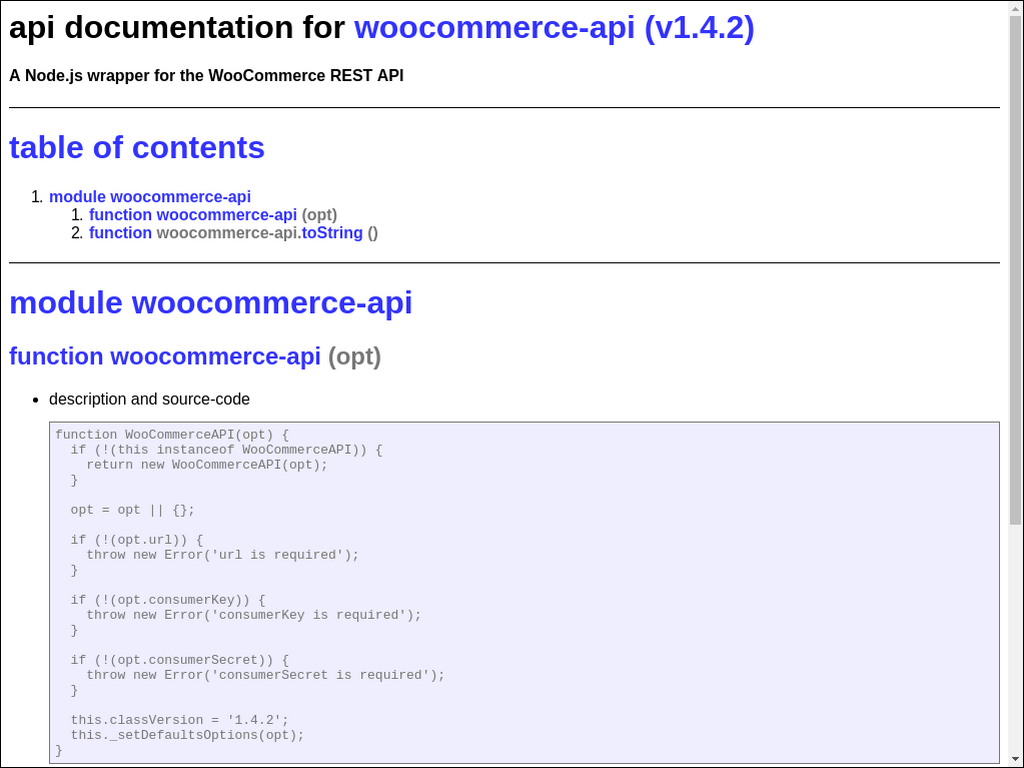 api documentation for woocommerce-api (v1.4.2)
A Node.js wrapper for the WooCommerce REST API
table of contents
1. module woocommerce-api
1. function woocommerce-api (opt)
2. function woocommerce-api.toString ()
module woocommerce-api
function woocommerce-api (opt)
• description and source-code
function WooCommerceAPI(opt) {
  if (!(this instanceof WooCommerceAPI)) {
    return new WooCommerceAPI(opt);
  }
  opt = opt || {};
  if (!(opt.url)) {
    throw new Error('url is required');
  }
  if (!(opt.consumerKey)) {
    throw new Error('consumerKey is required');
  }
  if (!(opt.consumerSecret)) {
    throw new Error('consumerSecret is required');
  }
  this.classVersion = '1.4.2';
  this._setDefaultsOptions(opt);
}